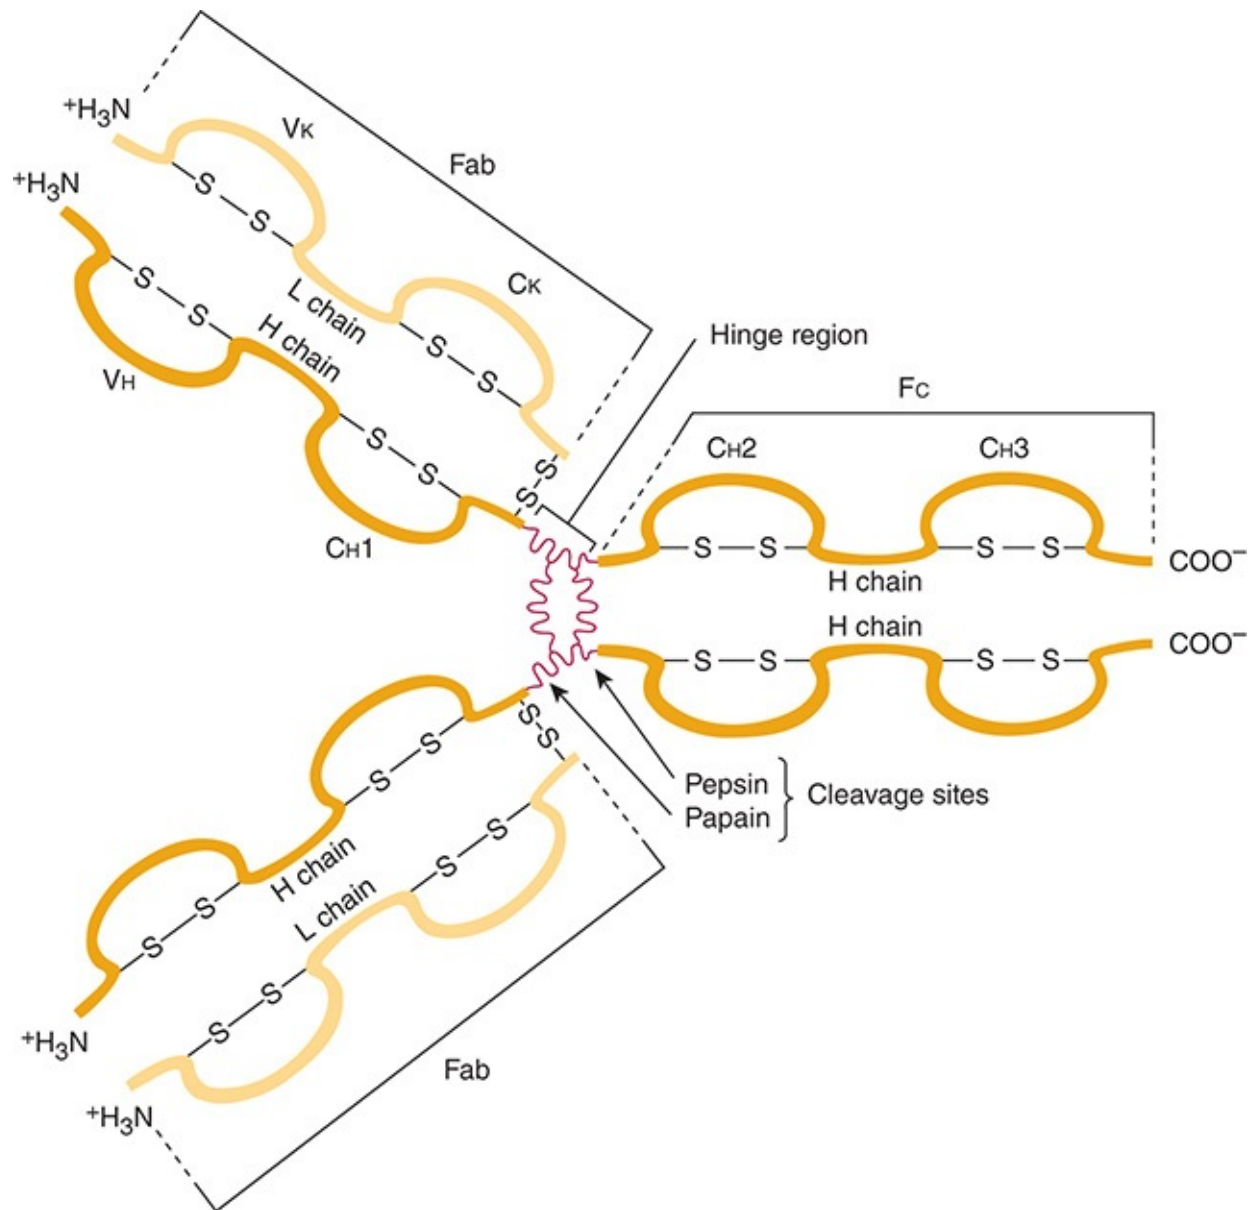 +H3N
VK
Fab
+H3N
S
S
CK
L chain
H chain
S
S
Hinge region
VH
S
S
FC
S
S
CH2
CH3
S
S
CH1
S
S
S
S
COO−
H chain
H chain
S
S
S
S
COO−
S
S
S
S
Pepsin
Papain
Cleavage sites
S
S
H chain
L chain
S
S
S
S
+H3N
Fab
+H3N